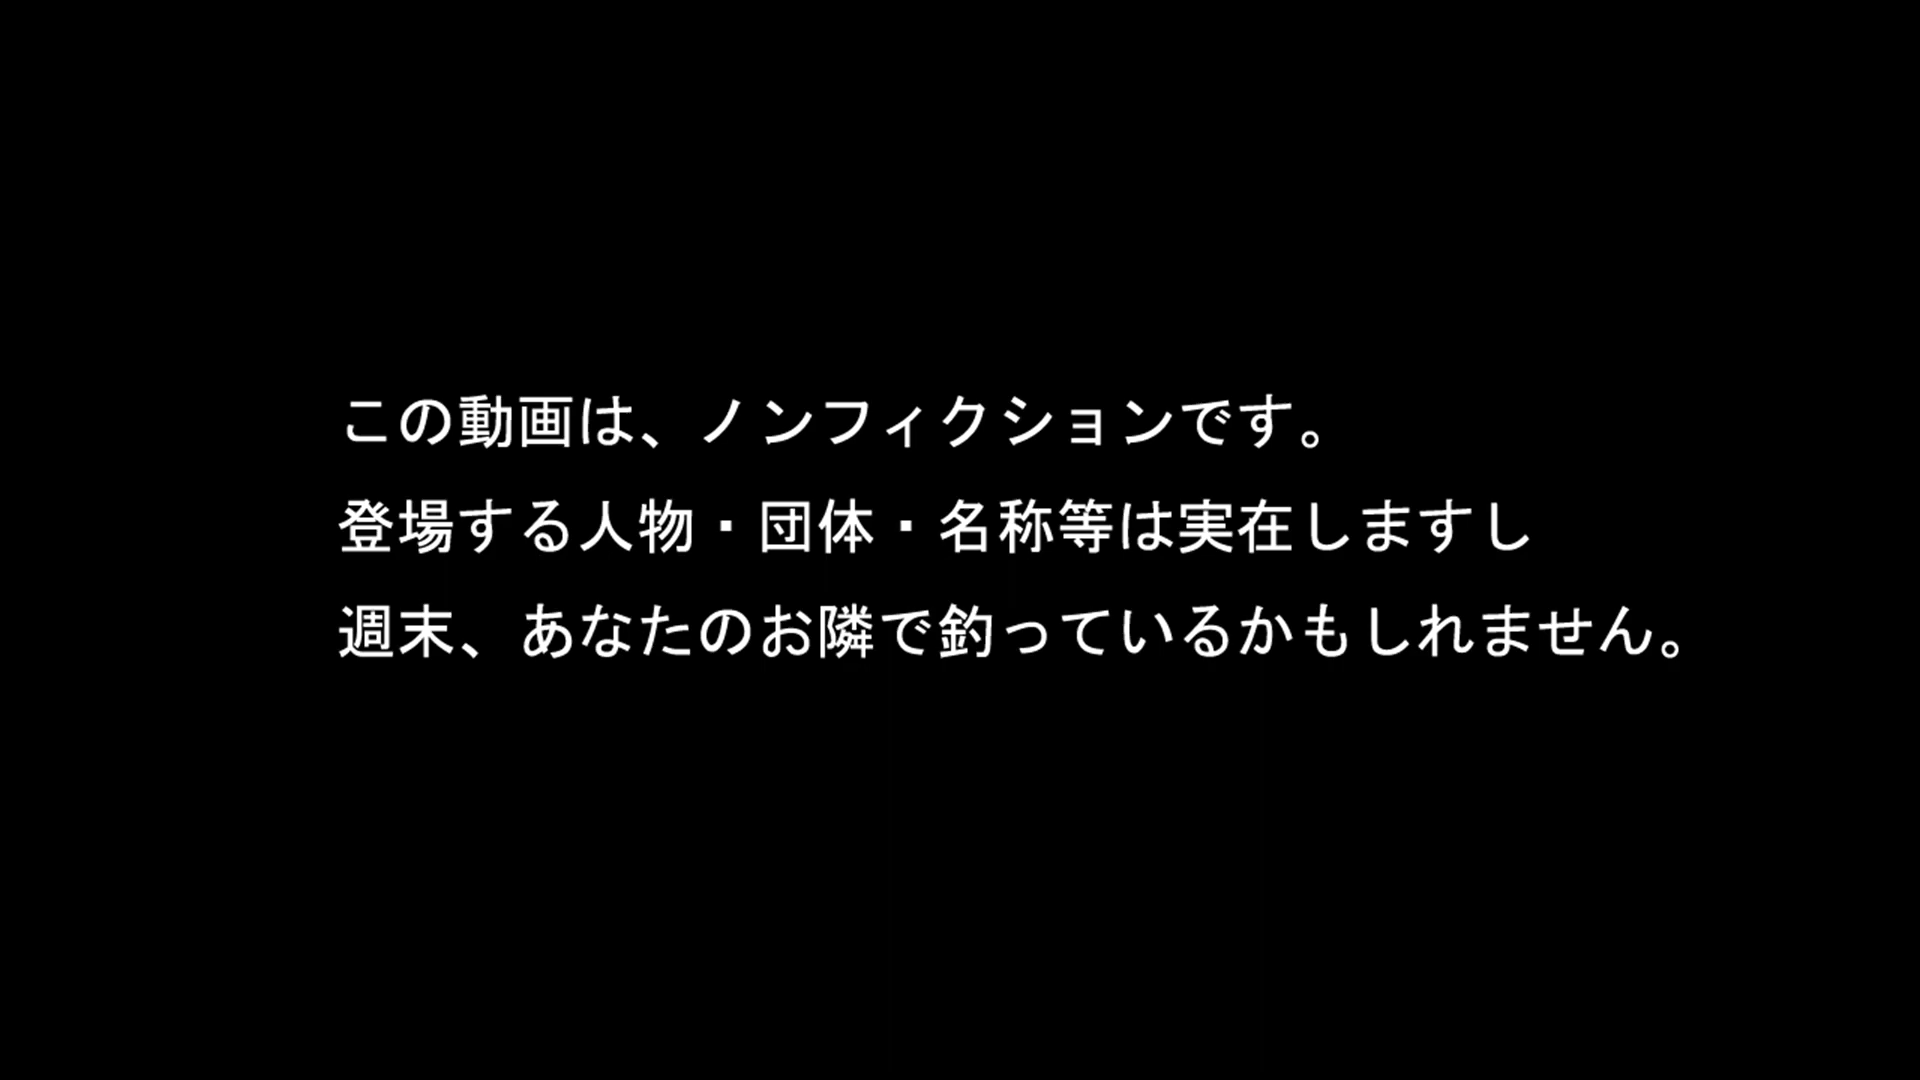 この動画は、ノンフィクションです。
登場する人物・団体・名称等は実在しますし
週末、あなたのお隣で釣っているかもしれません。